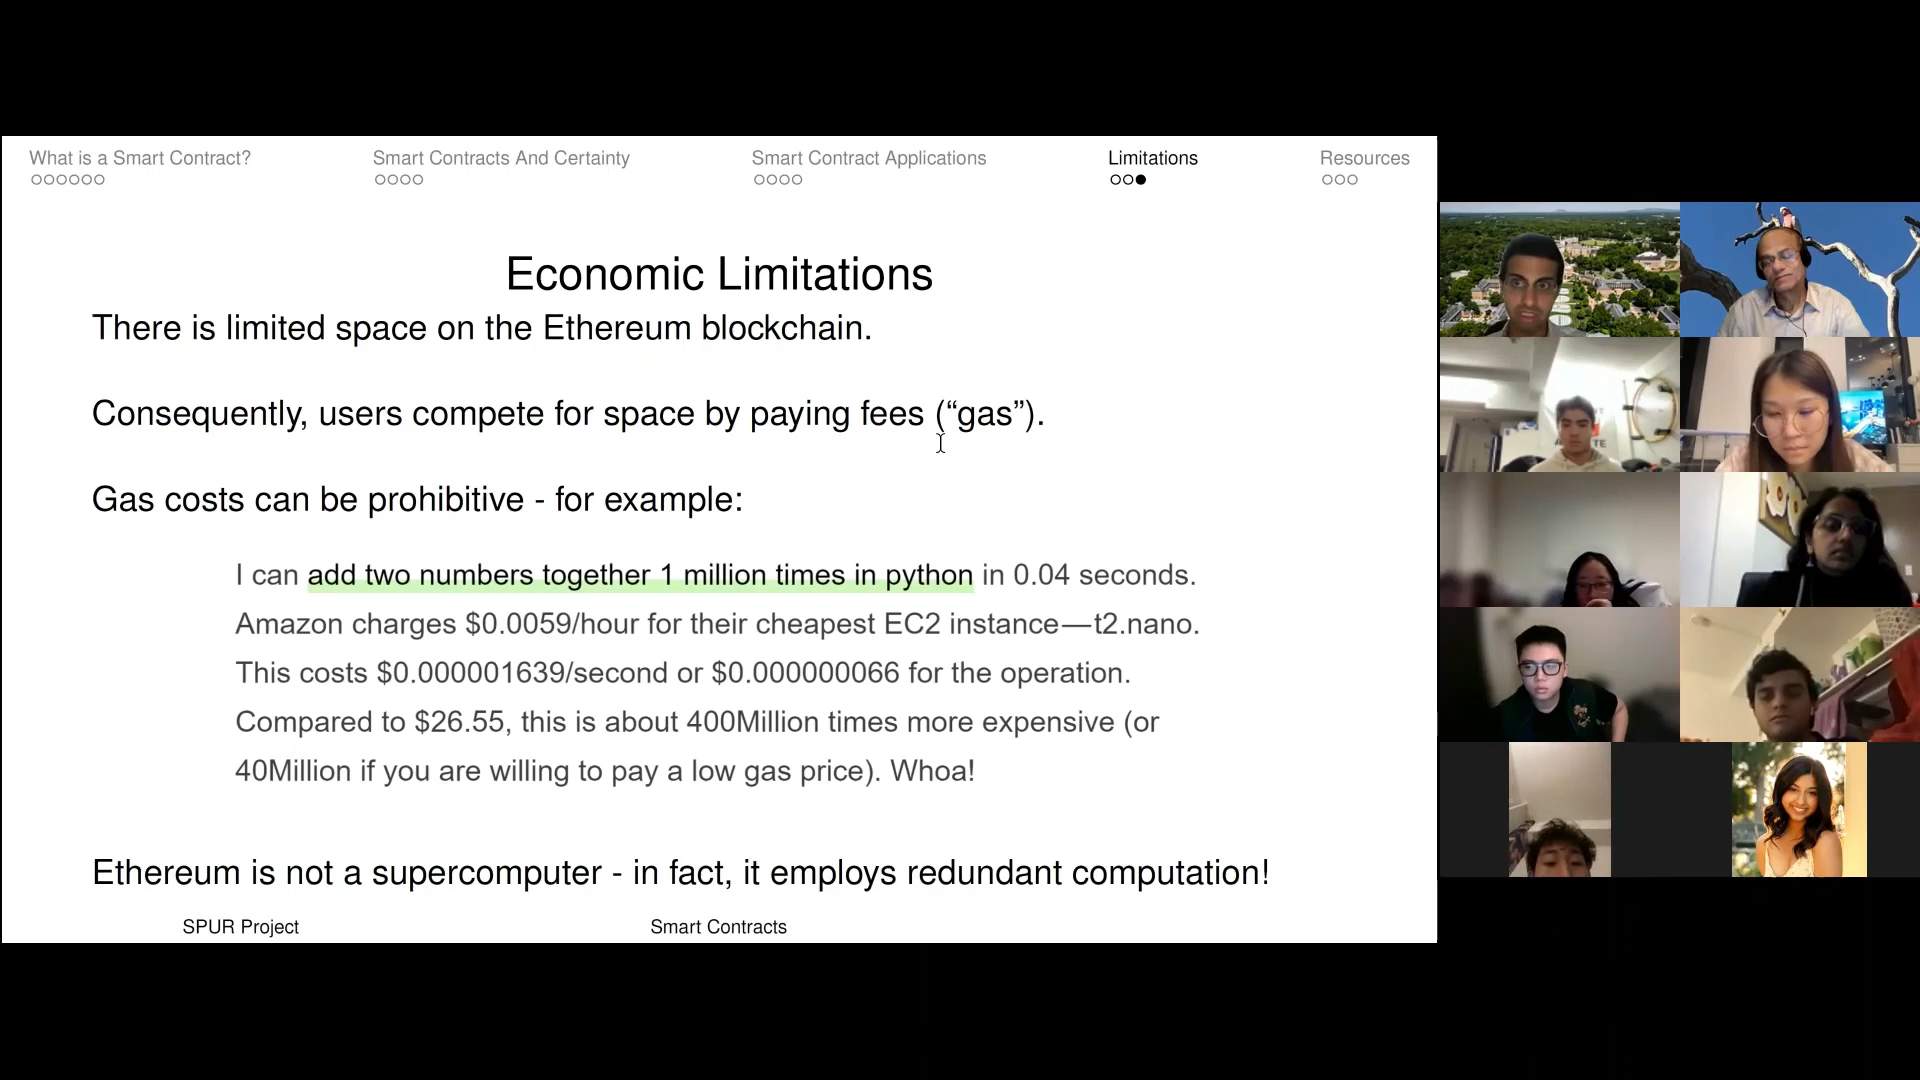 What is a Smart Contract?
Smart Contracts And Certainty
Smart Contract Applications
Limitations
Resources
Economic Limitations
There is limited space on the Ethereum blockchain.
Consequently, users compete for space by paying fees (“gas”).
Gas costs can be prohibitive - for example:
I can add two numbers together 1 million times in python in 0.04 seconds.
Amazon charges $0.0059/hour for their cheapest EC2 instance — t2.nano.
This costs $0.000001639/second or $0.000000066 for the operation.
Compared to $26.55, this is about 400Million times more expensive (or
40Million if you are willing to pay a low gas price). Whoa!
Ethereum is not a supercomputer - in fact, it employs redundant computation!
SPUR Project
Smart Contracts